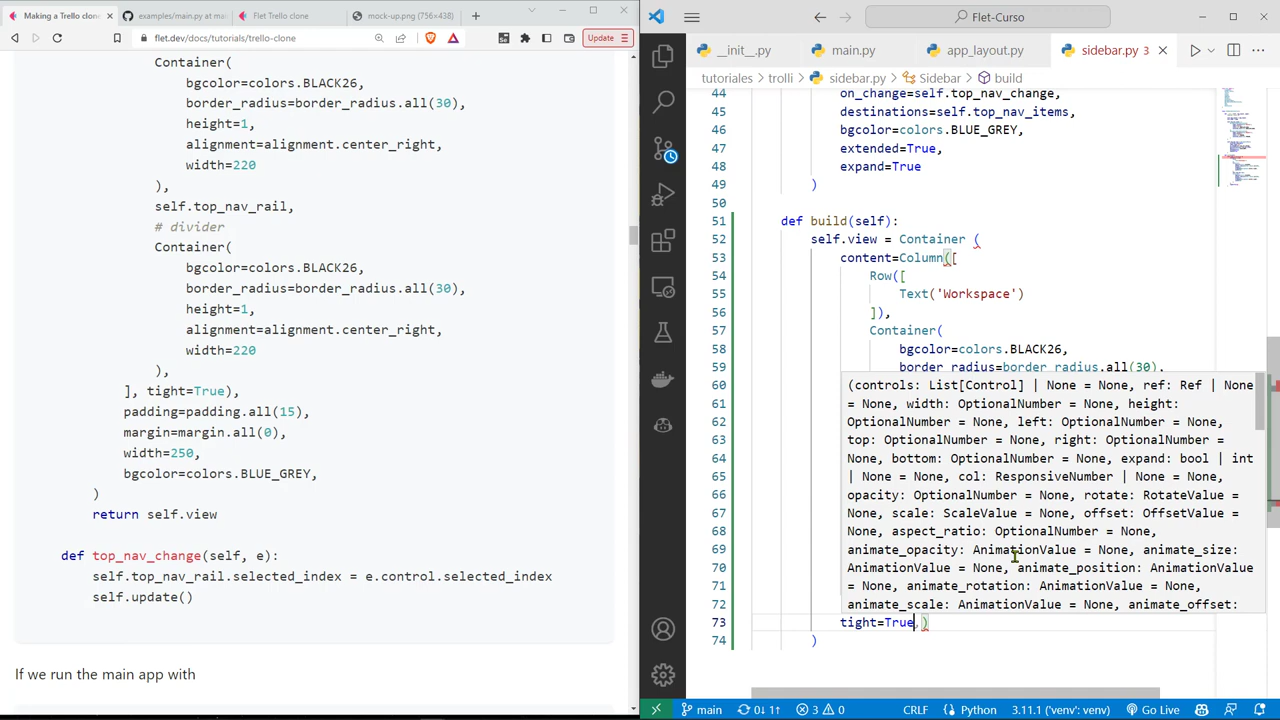 Making a Trello clone
examples/main.py at ma
Flet Trello clone
mock-up.png (756×438)
flet.dev/docs/tutorials/trello-clone
Update
Container(
bgcolor=colors.BLACK26,
border_radius=border_radius.all(30),
height=1,
alignment=alignment.center_right,
width=220
),
self.top_nav_rail,
# divider
Container(
bgcolor=colors.BLACK26,
border_radius=border_radius.all(30),
height=1,
alignment=alignment.center_right,
width=220
),
], tight=True),
padding=padding.all(15),
margin=margin.all(0),
width=250,
bgcolor=colors.BLUE_GREY,
)
return self.view
def top_nav_change(self, e):
self.top_nav_rail.selected_index = e.control.selected_index
self.update()
If we run the main app with
Flet-Curso
__init__.py
main.py
app_layout.py
sidebar.py 3
tutoriales
trolli
sidebar.py
Sidebar
build
44 on_change=self.top_nav_change,
45 destinations=self.top_nav_items,
46 bgcolor=colors.BLUE_GREY,
47 extended=True,
48 expand=True
49 )
50
51 def build(self):
52 self.view = Container (
53 content=Column([
54 Row([
55 Text('Workspace')
56 ]),
57 Container(
58 bgcolor=colors.BLACK26,
59 border_radius=border_radius.all(30),
60 (controls: List[Control] | None = None, ref: Ref | None
61 = None, width: OptionalNumber = None, height:
62 OptionalNumber = None, left: OptionalNumber = None,
63 top: OptionalNumber = None, right: OptionalNumber =
64 None, bottom: OptionalNumber = None, expand: bool | int
65 | None = None, col: ResponsiveNumber | None = None,
66 opacity: OptionalNumber = None, rotate: RotateValue =
67 None, scale: ScaleValue = None, offset: OffsetValue =
68 None, aspect_ratio: OptionalNumber = None,
69 animate_opacity: AnimationValue = None, animate_size:
70 AnimationValue = None, animate_position: AnimationValue
71 = None, animate_rotation: AnimationValue = None,
72 animate_scale: AnimationValue = None, animate_offset:
73 tight=True,)
74 )
main
0↓ 1↑
3
0
CRLF
Python
3.11.1 ('venv': venv)
Go Live